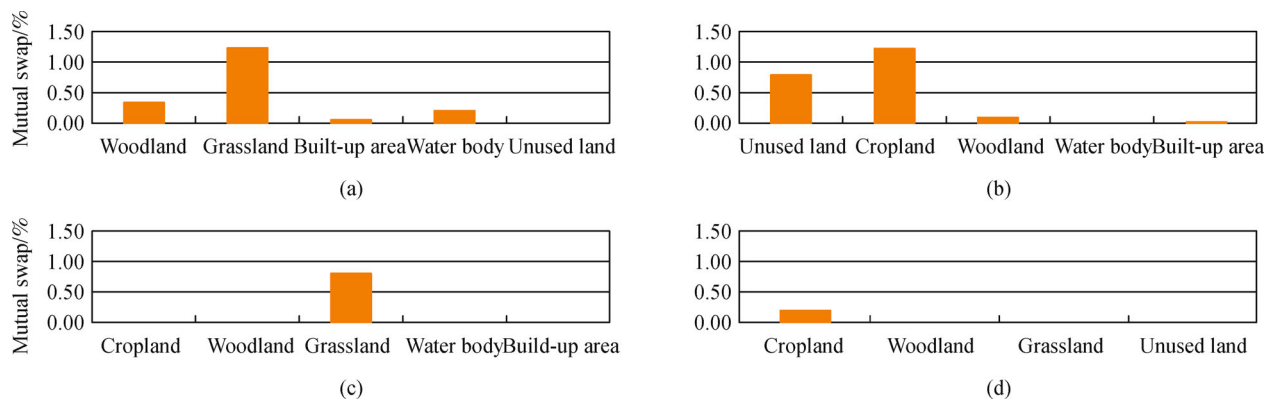 Mutual swap/%
1.50
1.00
0.50
0.00
Woodland Grassland Built-up area Water body Unused land
(a)
1.50
1.00
0.50
0.00
Unused land Cropland Woodland Water body Built-up area
(b)
Mutual swap/%
1.50
1.00
0.50
0.00
Cropland Woodland Grassland Water body Build-up area
(c)
1.50
1.00
0.50
0.00
Cropland Woodland Grassland Unused land
(d)